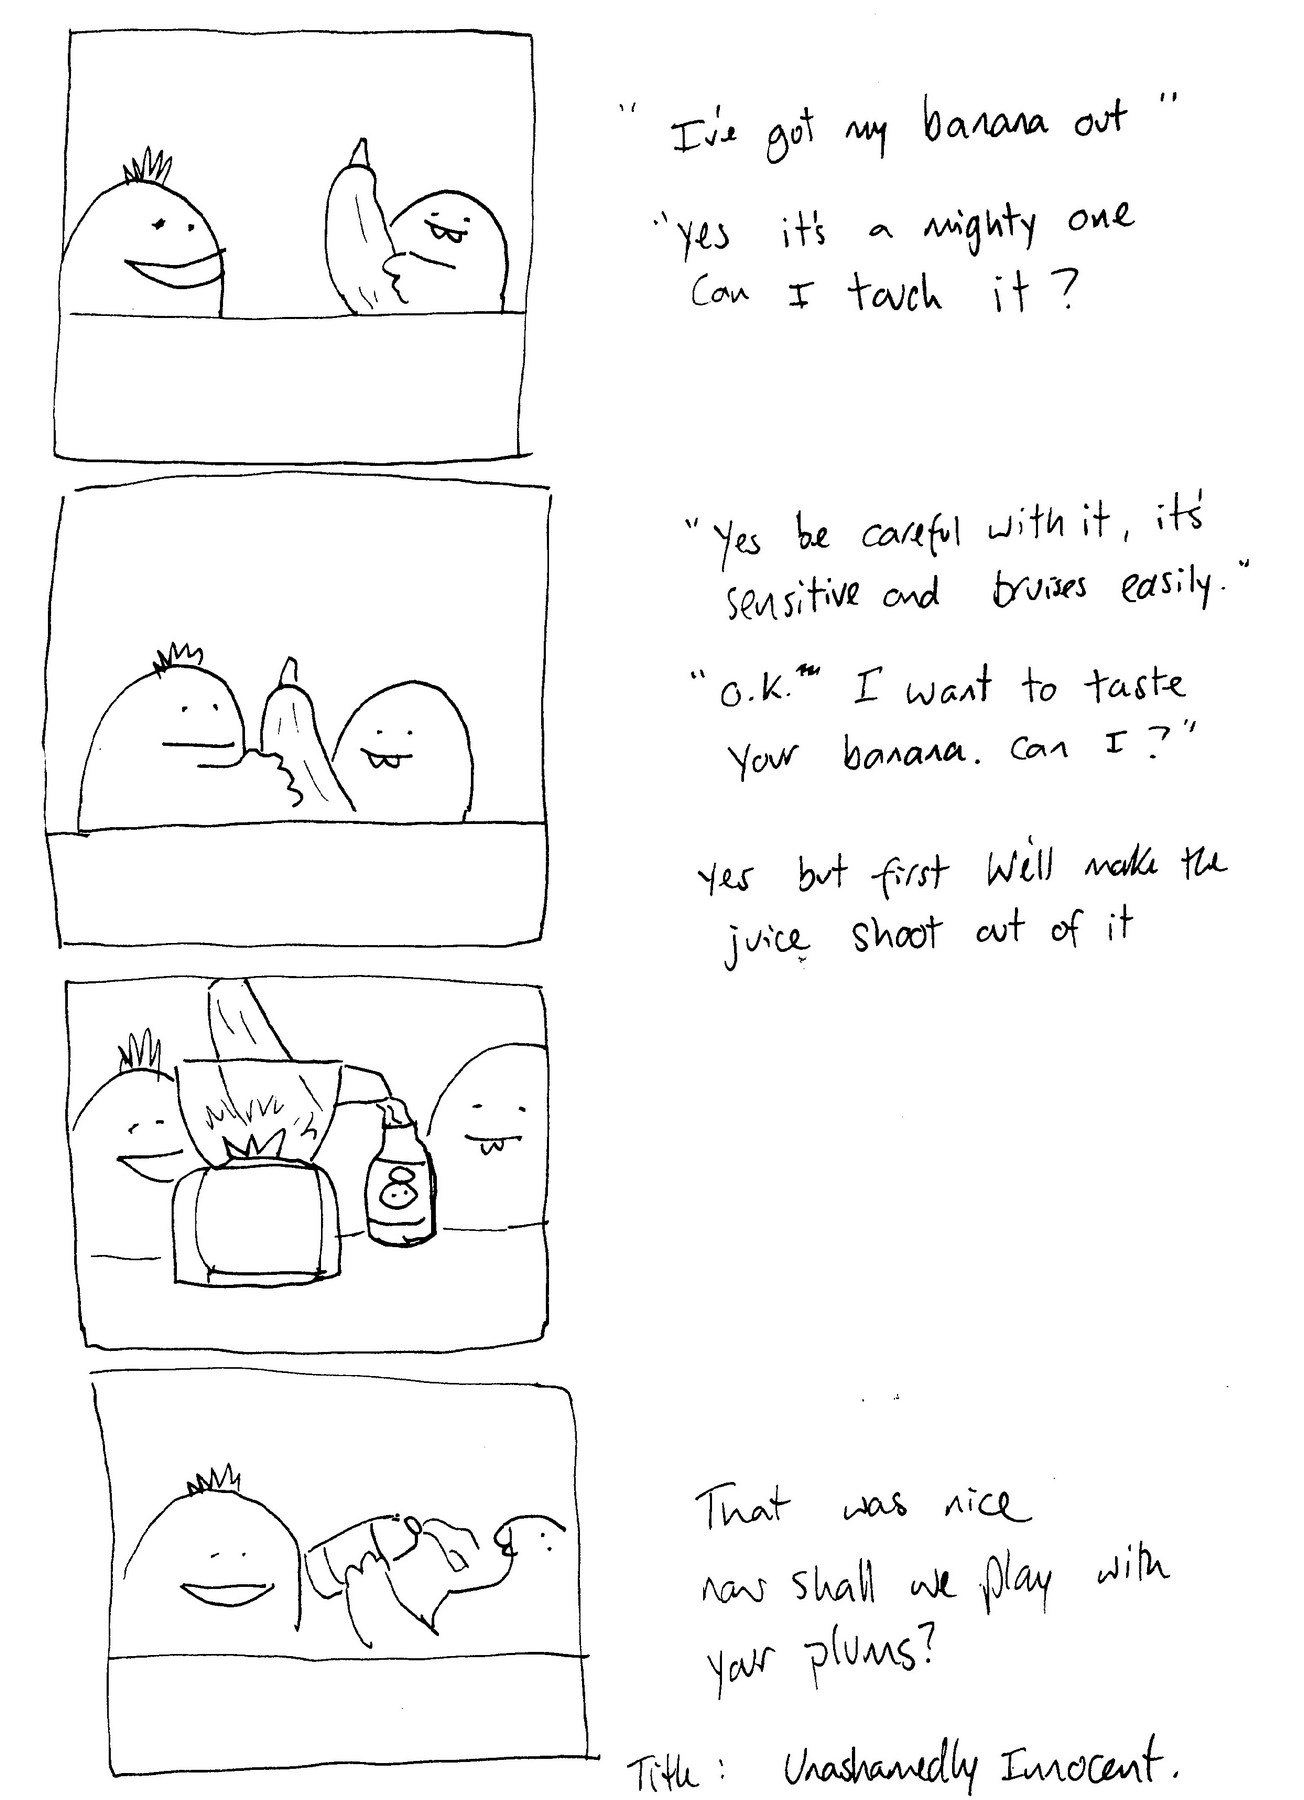 "I've got my banana out"
"yes it's a mighty one
Can I touch it?
"Yes be careful with it, it's
sensitive and bruises easily."
"O.K. I want to taste
your banana. Can I?"
yes but first We'll make the
juice shoot out of it
That was nice
now shall we play with
your plums?
Title: Unashamedly Innocent.